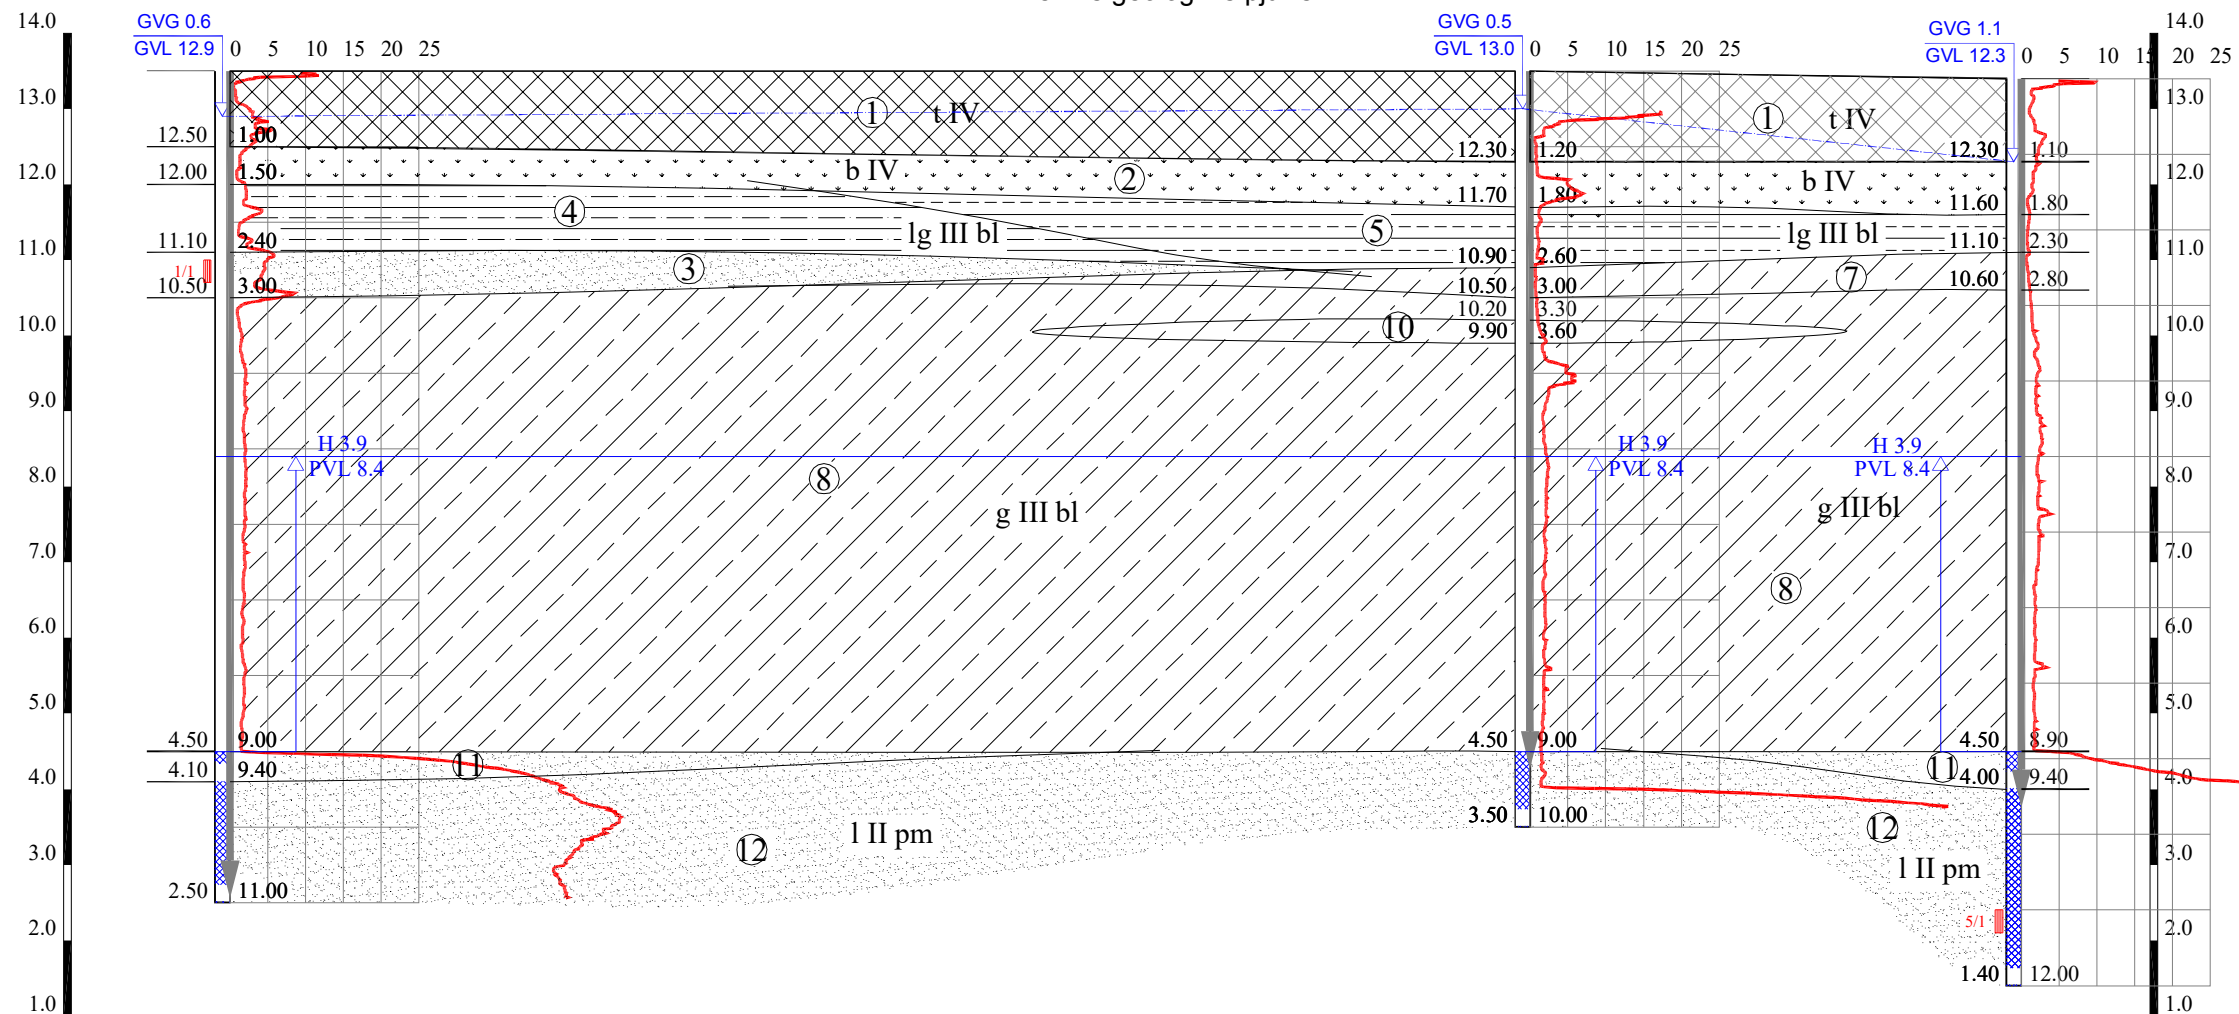 14.0
GVG 0.6
GVL 12.9
0 5 10 15 20 25
GVG 0.5
GVL 13.0
0 5 10 15 20 25
GVG 1.1
GVL 12.3
0 5 10 15 20 25
14.0
13.0
1 t IV
1 t IV
13.0
12.50 1.00
12.30 1.20
12.30 1.10
12.0
12.00 1.50
b IV
2
11.70 1.80
b IV
11.60 1.80
12.0
4
lg III bl
5
lg III bl
11.0
11.10 2.40
10.90 2.60
11.10 2.30
11.0
1/1
3
7
10.50 3.00
10.50 3.00
10.60 2.80
10.20 3.30
10.0
10
9.90 3.60
10.0
9.0
9.0
H 3.9
PVL 8.4
H 3.9
PVL 8.4
H 3.9
PVL 8.4
8.0
8
8.0
g III bl
g III bl
7.0
7.0
8
6.0
6.0
5.0
5.0
4.50 9.00
4.50 9.00
4.50 8.90
4.10 9.40
11
11
4.00 9.40
4.0
4.0
3.50 10.00
12
l II pm
12
l II pm
3.0
3.0
2.50 11.00
5/1
2.0
2.0
1.40 12.00
1.0
1.0